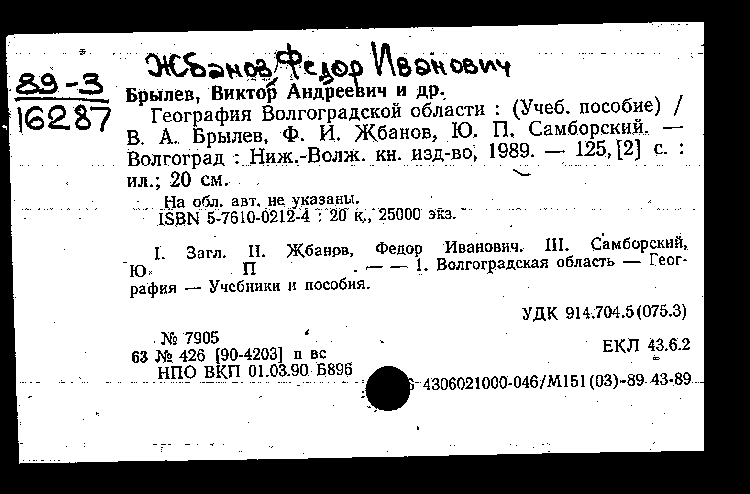 Жбанов, Федор Иванович
89-3
16287
Брылев, Виктор Андреевич и др.
География Волгоградской области : (Учеб. пособие) /
В. А. Брылев, Ф. И. Жбанов, Ю. П. Самборский. —
Волгоград : Ниж.-Волж. кн. изд-во, 1989. — 125, [2] с. :
ил.; 20 см.
На обл. авт. не указаны.
ISBN 5-7610-0212-4 : 20 к., 25000 экз.
I. Загл. II. Жбанов, Федор Иванович. III. Самборский,
Ю. П . — — 1. Волгоградская область — Геог-
рафия — Учебники и пособия.
УДК 914.704.5(075.3)
№ 7905
63 № 426 [90-4203] п вс
ЕКЛ 43.6.2
НПО ВКП 01.03.90 Б896
4306021000-046/М151(03)-89 43-89